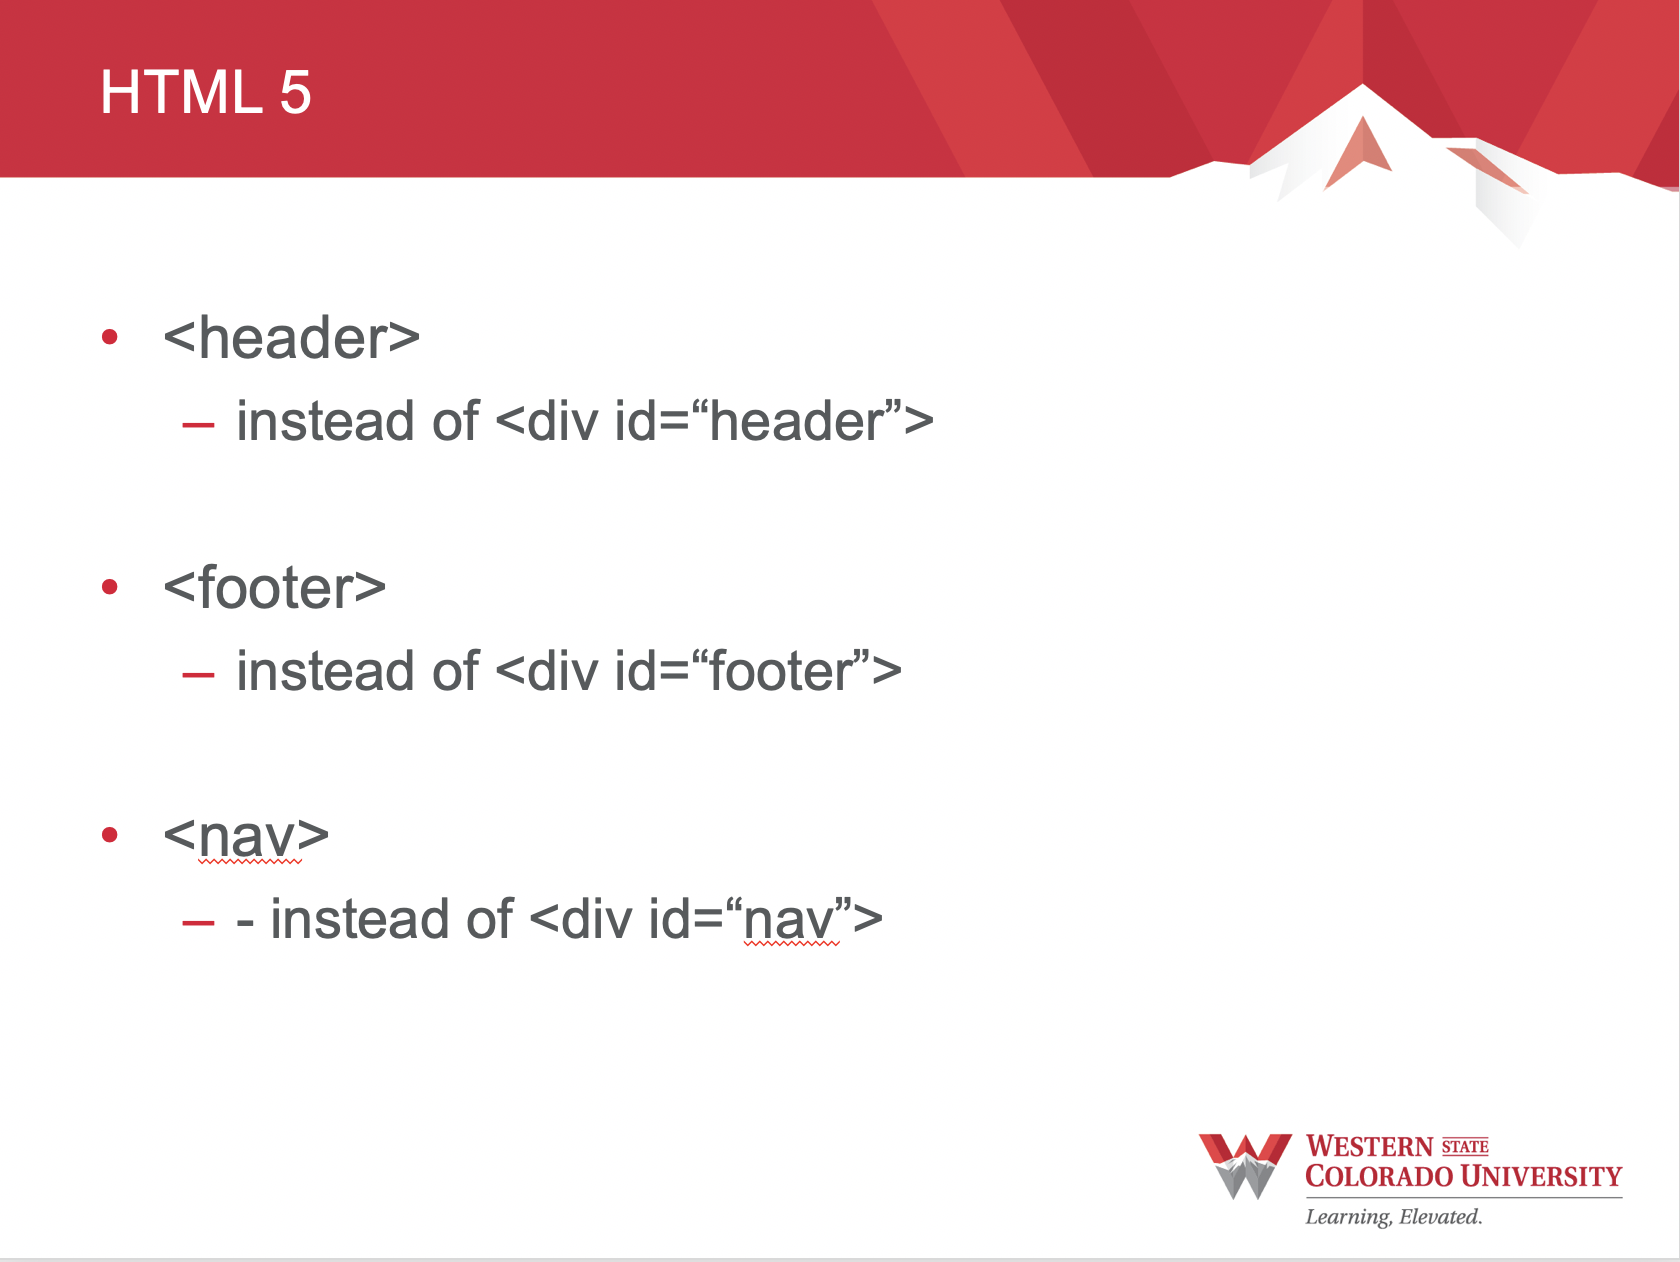 HTML 5
• <header>
– instead of <div id=“header”>
• <footer>
– instead of <div id=“footer”>
• <nav>
– - instead of <div id=“nav”>
WESTERN STATE
COLORADO UNIVERSITY
Learning, Elevated.